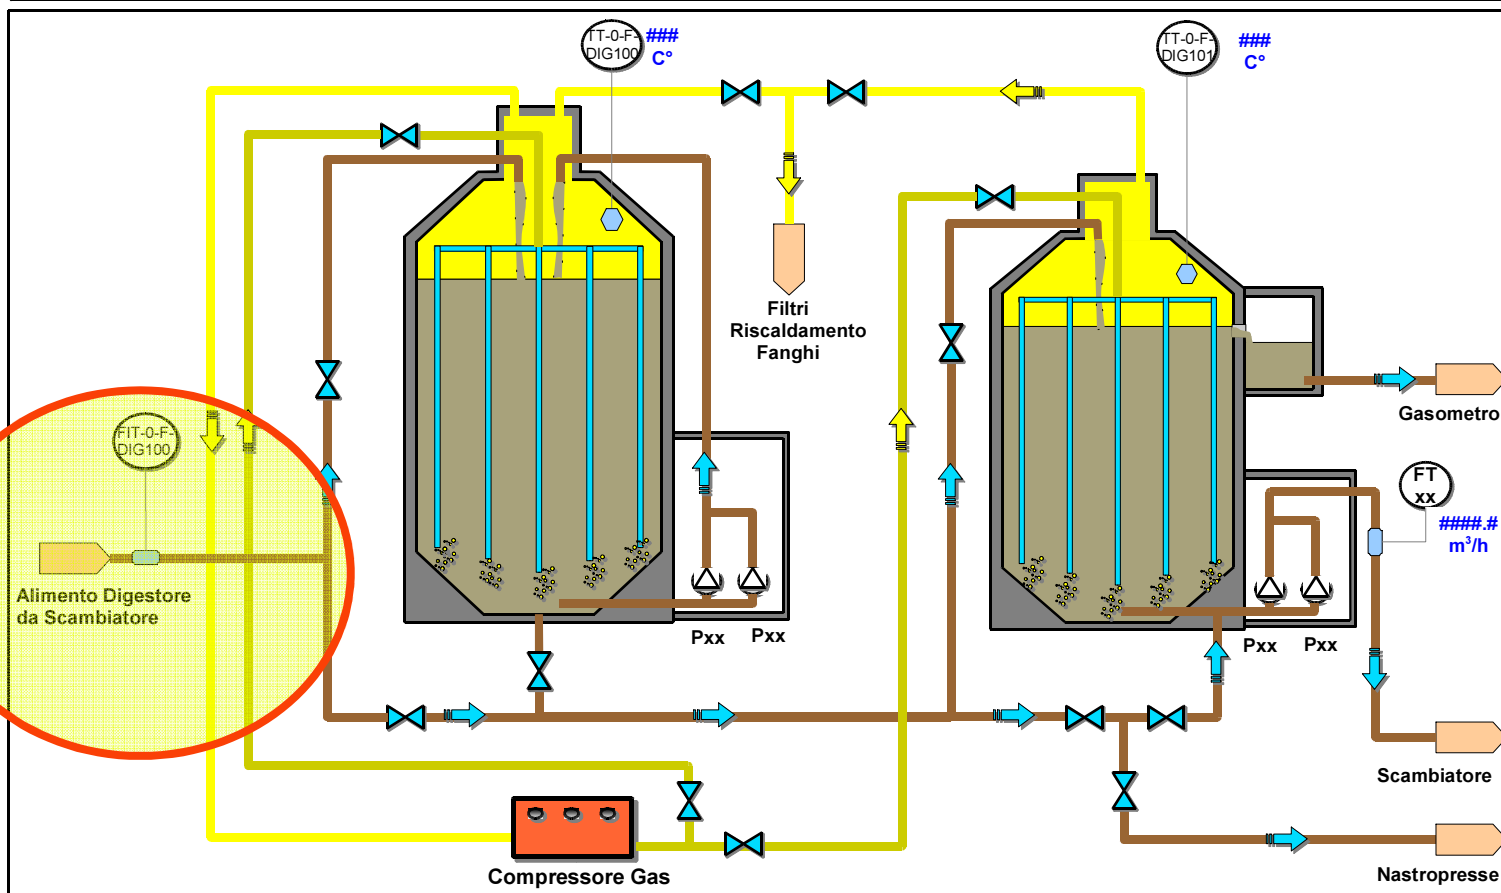 TT-0-F-
DIG100
###
C°
TT-0-F-
DIG101
###
C°
Filtri
Riscaldamento
Fanghi
Gasometro
FIT-0-F-
DIG100
FT
xx
####.#
m³/h
Alimento Digestore
da Scambiatore
Pxx
Pxx
Pxx
Pxx
Scambiatore
Compressore Gas
Nastropresse